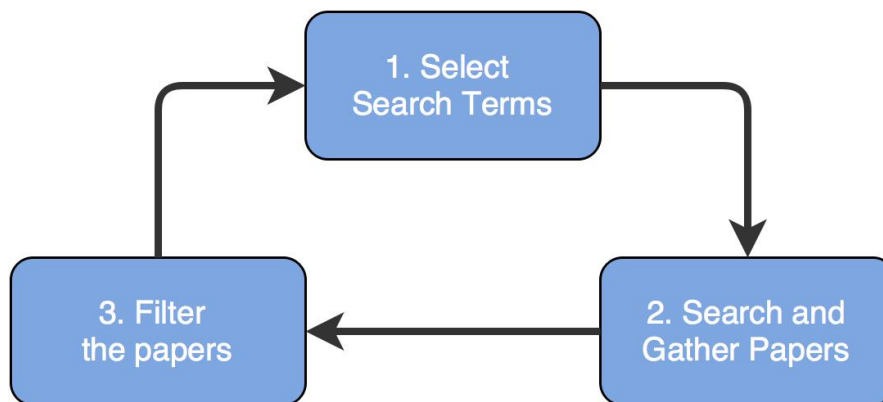 1. Select
Search Terms
2. Search and
Gather Papers
3. Filter
the papers